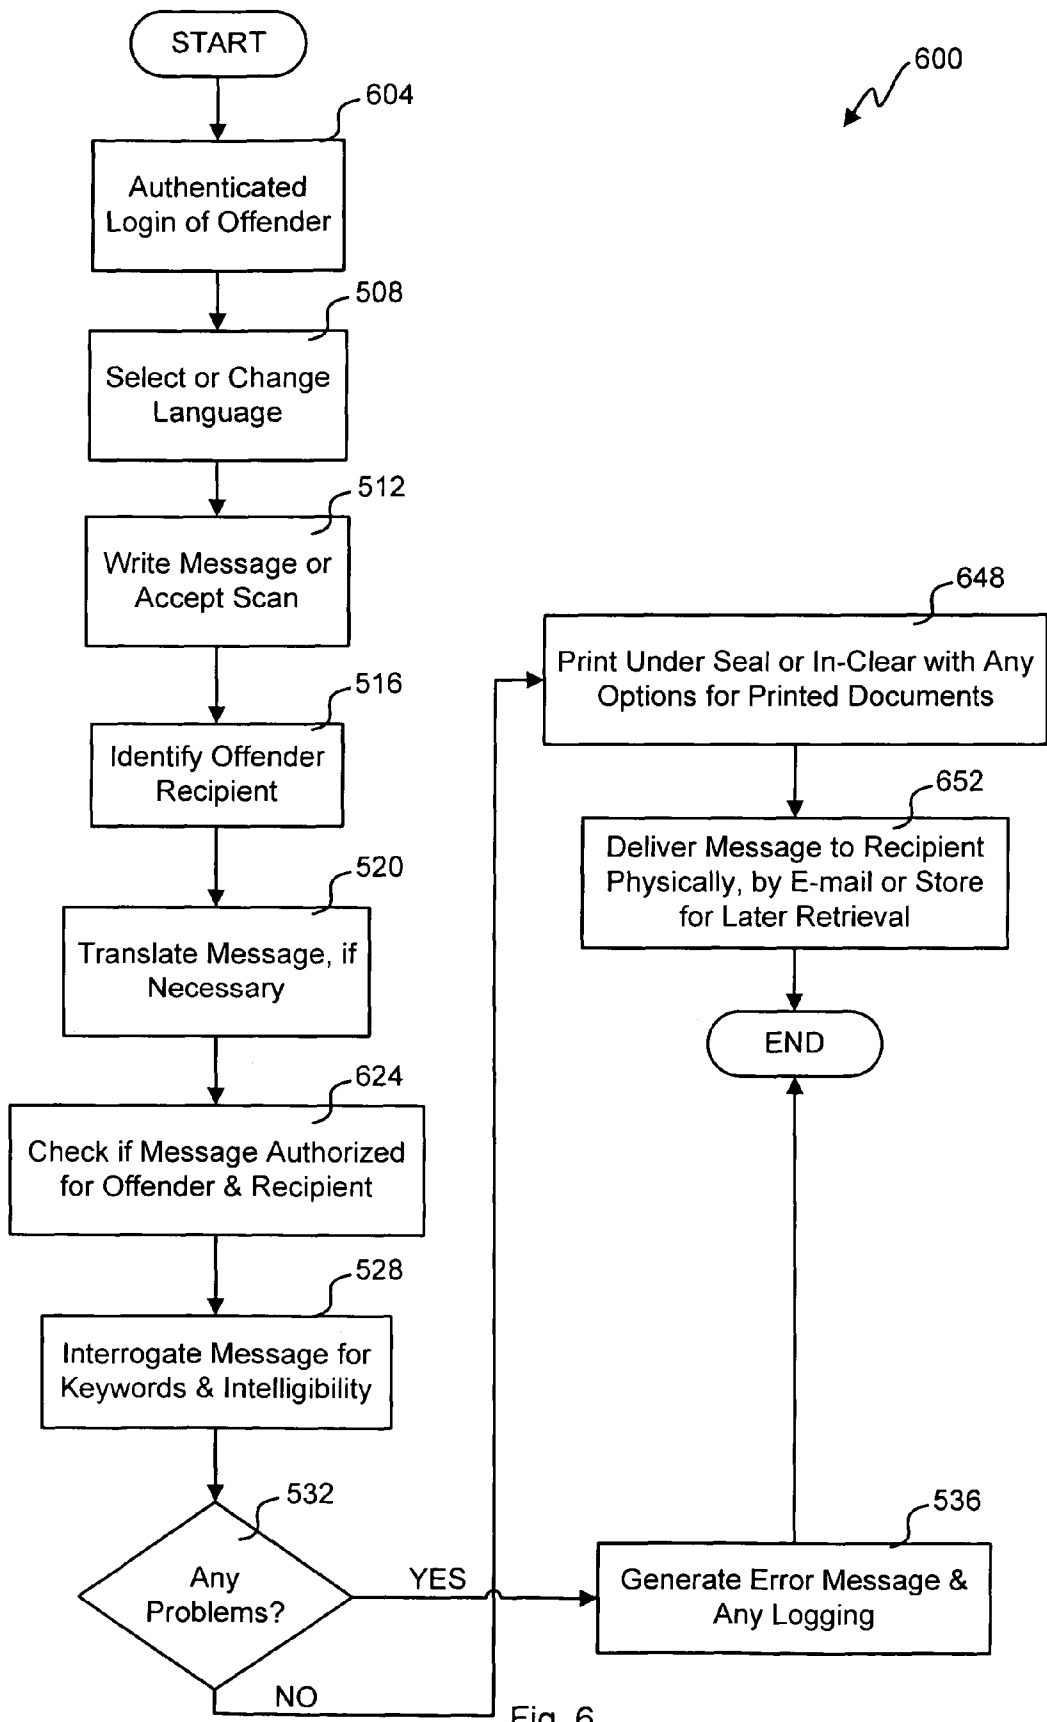 START
600
604
Authenticated
Login of Offender
508
Select or Change
Language
512
Write Message or
Accept Scan
516
Identify Offender
Recipient
520
Translate Message, if
Necessary
624
Check if Message Authorized
for Offender & Recipient
528
Interrogate Message for
Keywords & Intelligibility
532
Any
Problems?
YES
NO
648
Print Under Seal or In-Clear with Any
Options for Printed Documents
652
Deliver Message to Recipient
Physically, by E-mail or Store
for Later Retrieval
END
536
Generate Error Message &
Any Logging
Fig. 6